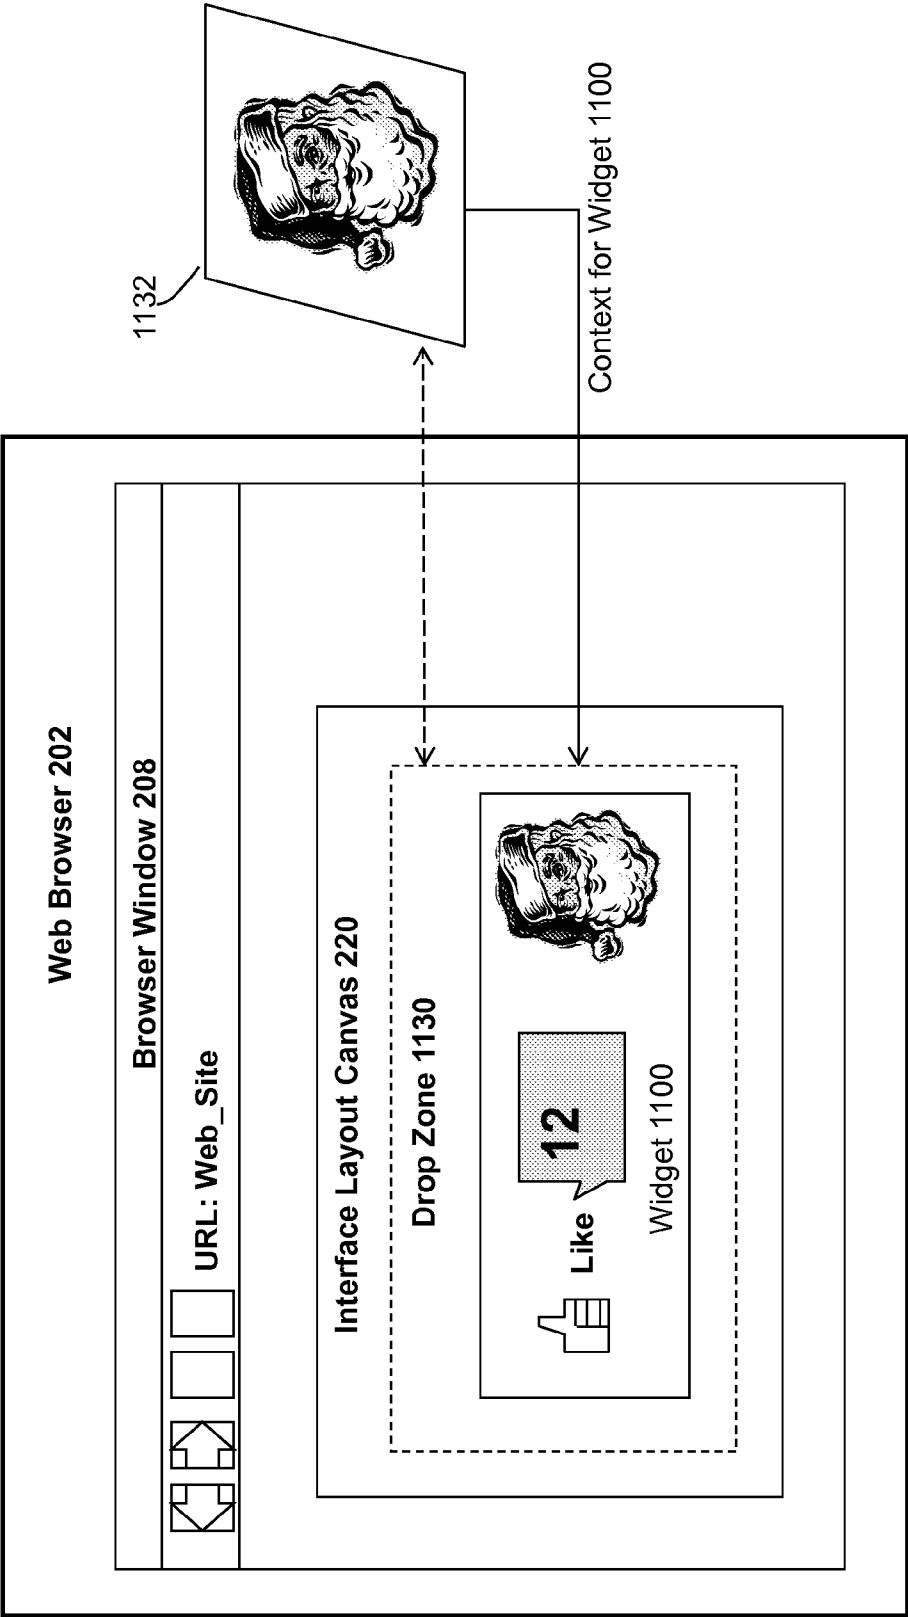 Web Browser 202
Browser Window 208
URL: Web_Site
Interface Layout Canvas 220
Drop Zone 1130
Like
12
Widget 1100
1132
Context for Widget 1100